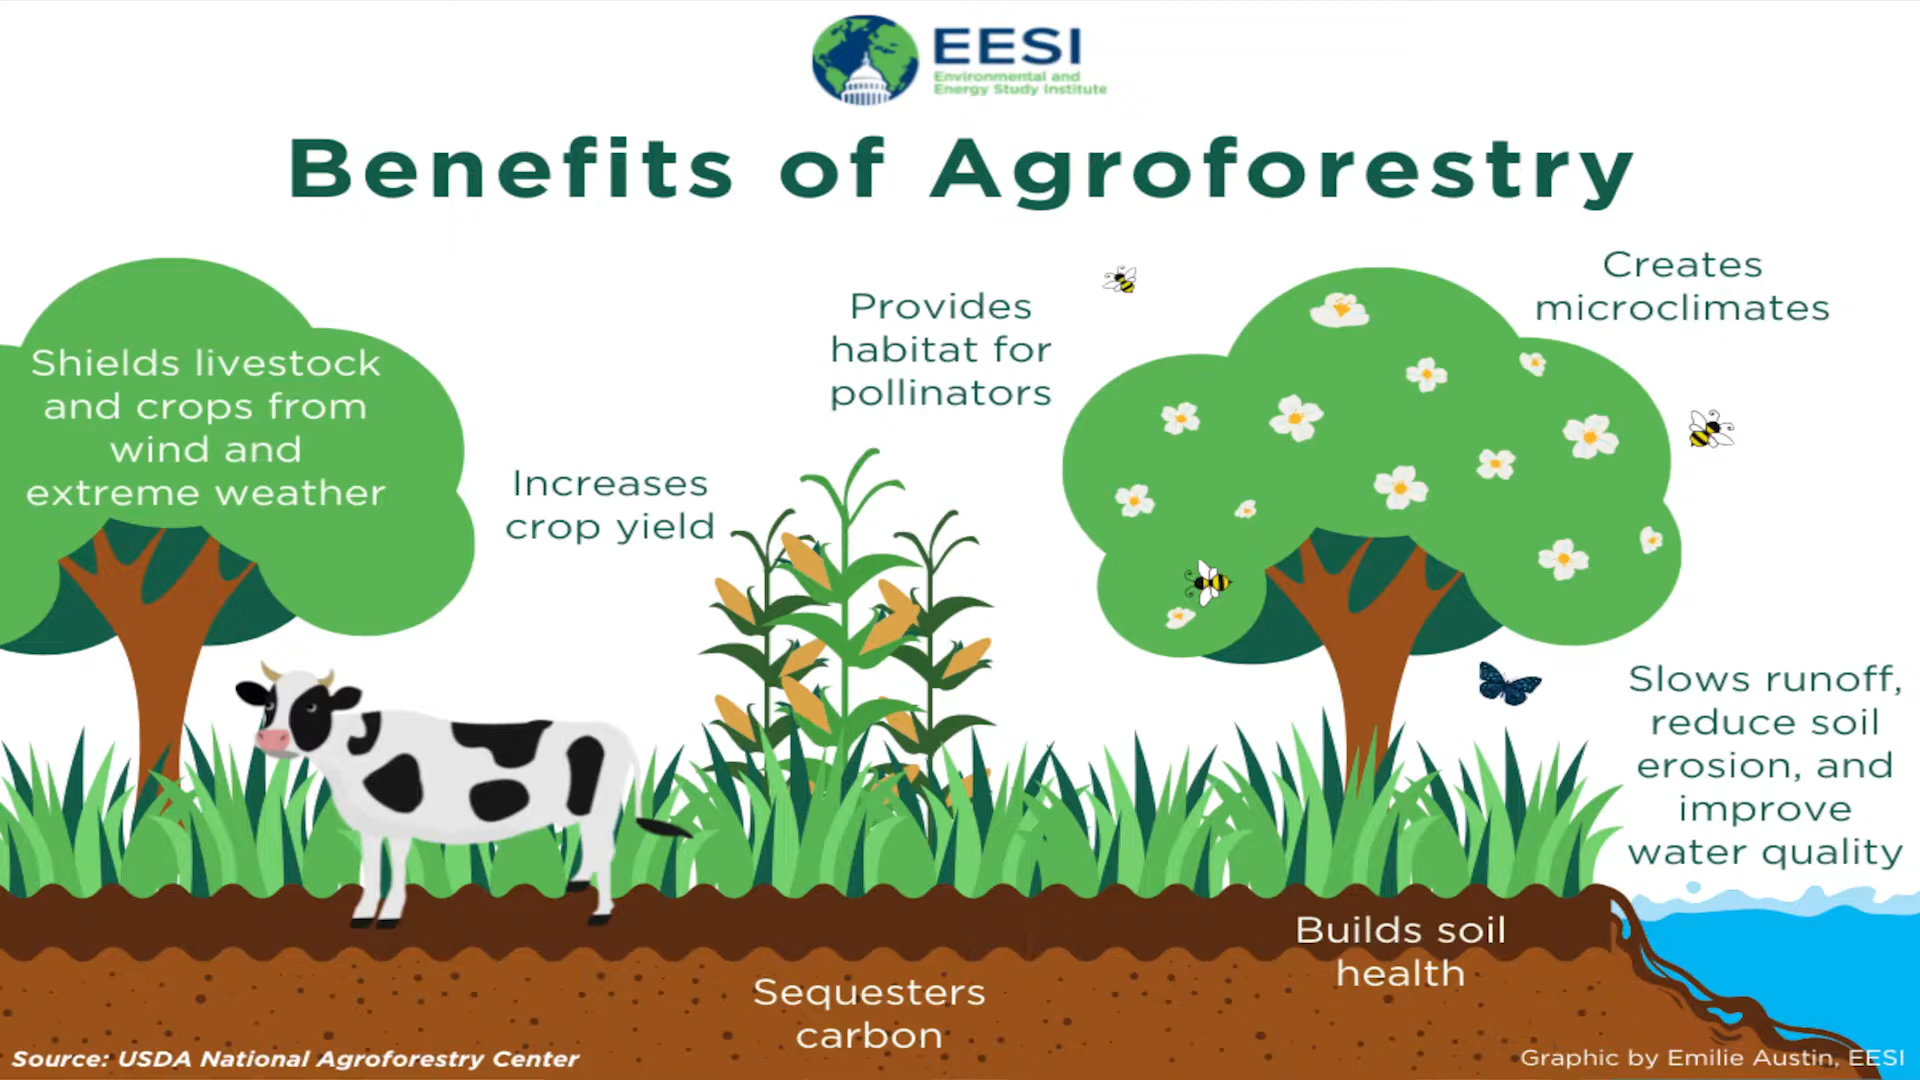 EESI
Environmental and
Energy Study Institute
Benefits of Agroforestry
Shields livestock
and crops from
wind and
extreme weather
Increases
crop yield
Provides
habitat for
pollinators
Creates
microclimates
Slows runoff,
reduce soil
erosion, and
improve
water quality
Builds soil
health
Sequesters
carbon
Source: USDA National Agroforestry Center
Graphic by Emilie Austin, EESI